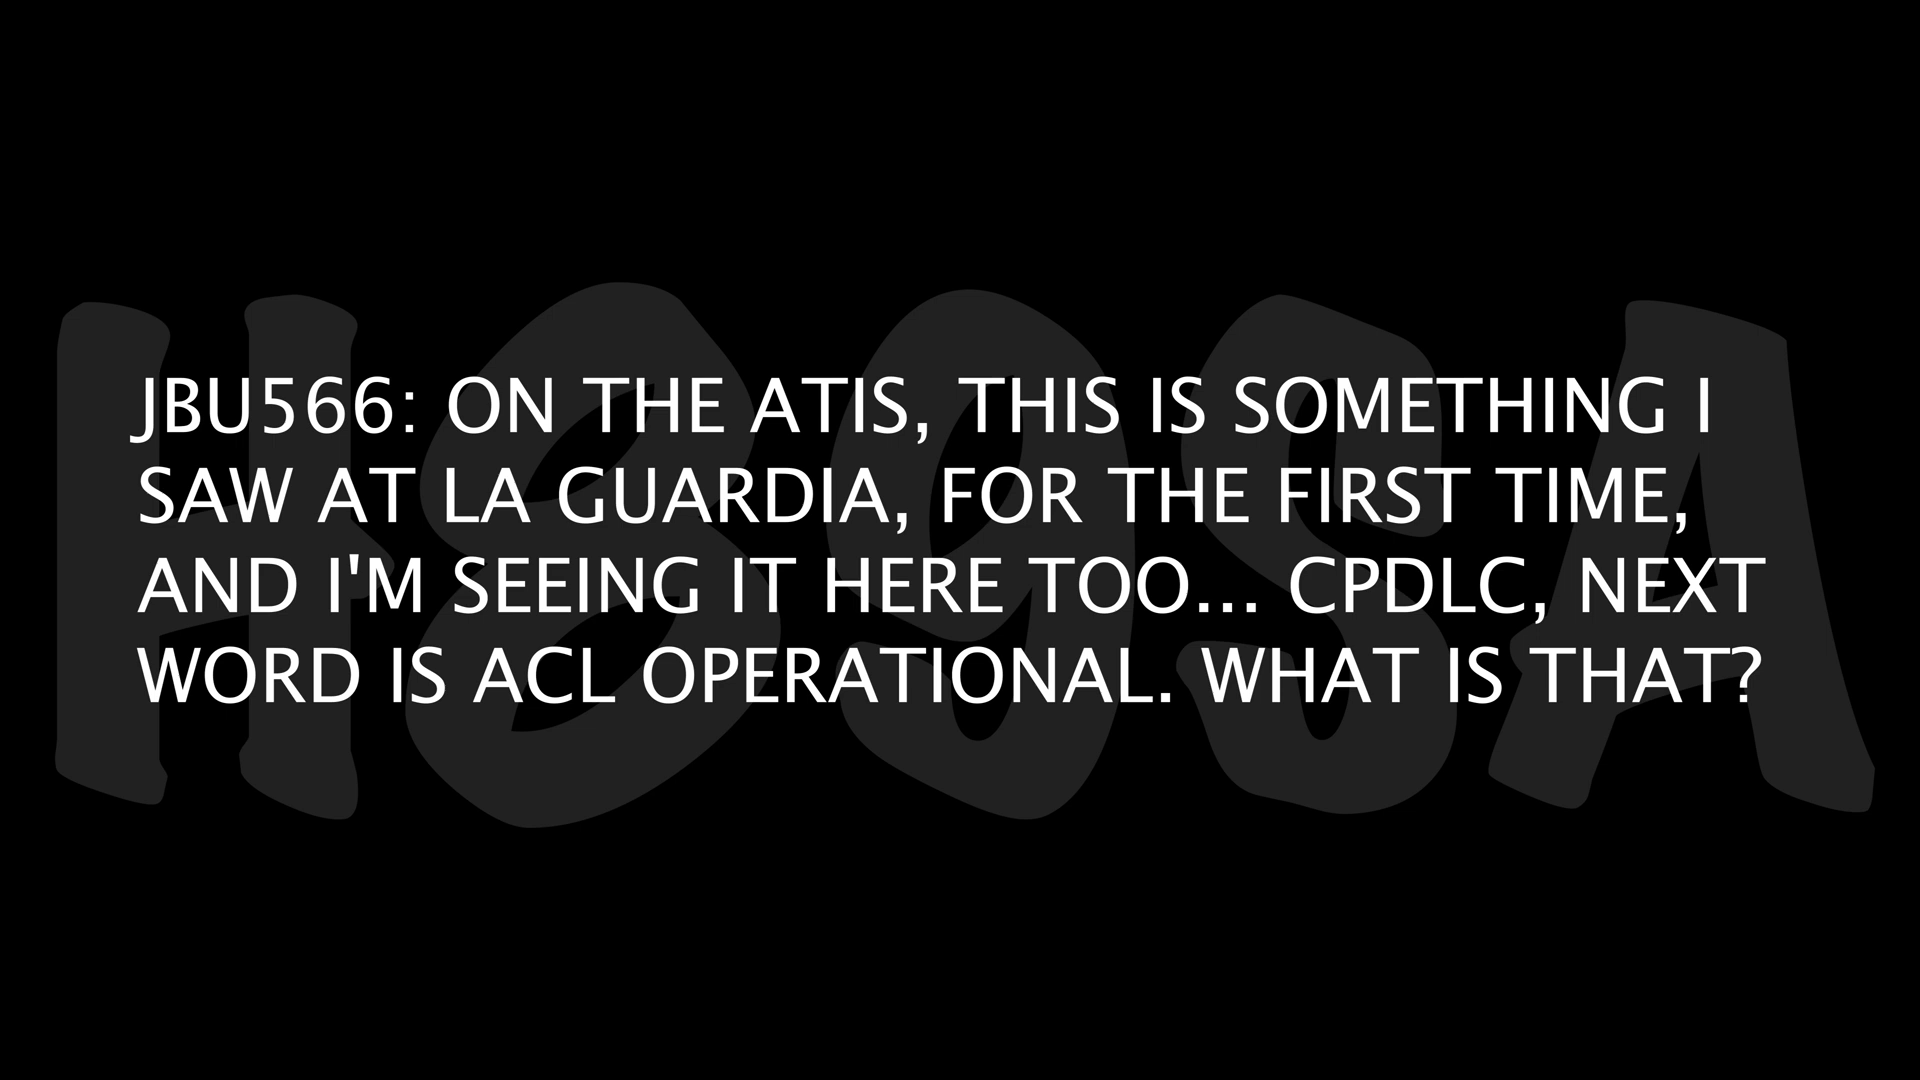 JBU566: ON THE ATIS, THIS IS SOMETHING I
SAW AT LA GUARDIA, FOR THE FIRST TIME,
AND I'M SEEING IT HERE TOO... CPDLC, NEXT
WORD IS ACL OPERATIONAL. WHAT IS THAT?
H89SA